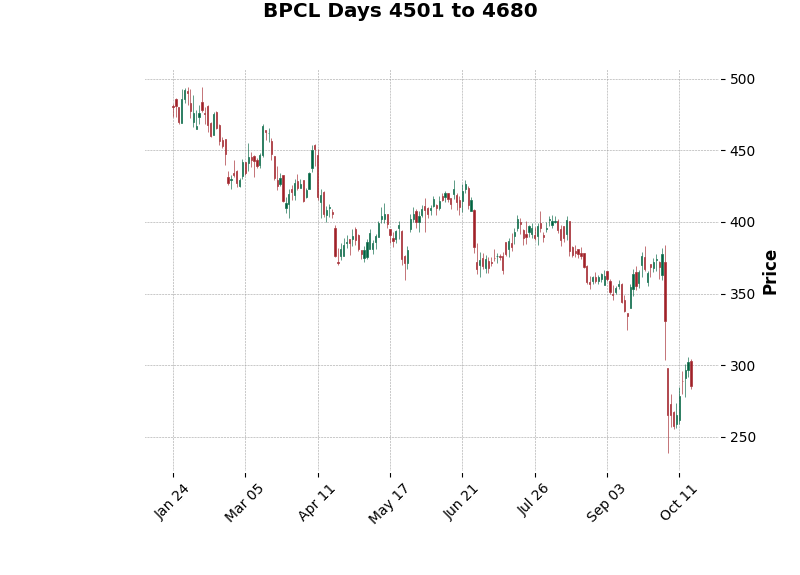 BPCL Days 4501 to 4680
500
450
400
350
300
250
Price
Jan 24
Mar 05
Apr 11
May 17
Jun 21
Jul 26
Sep 03
Oct 11